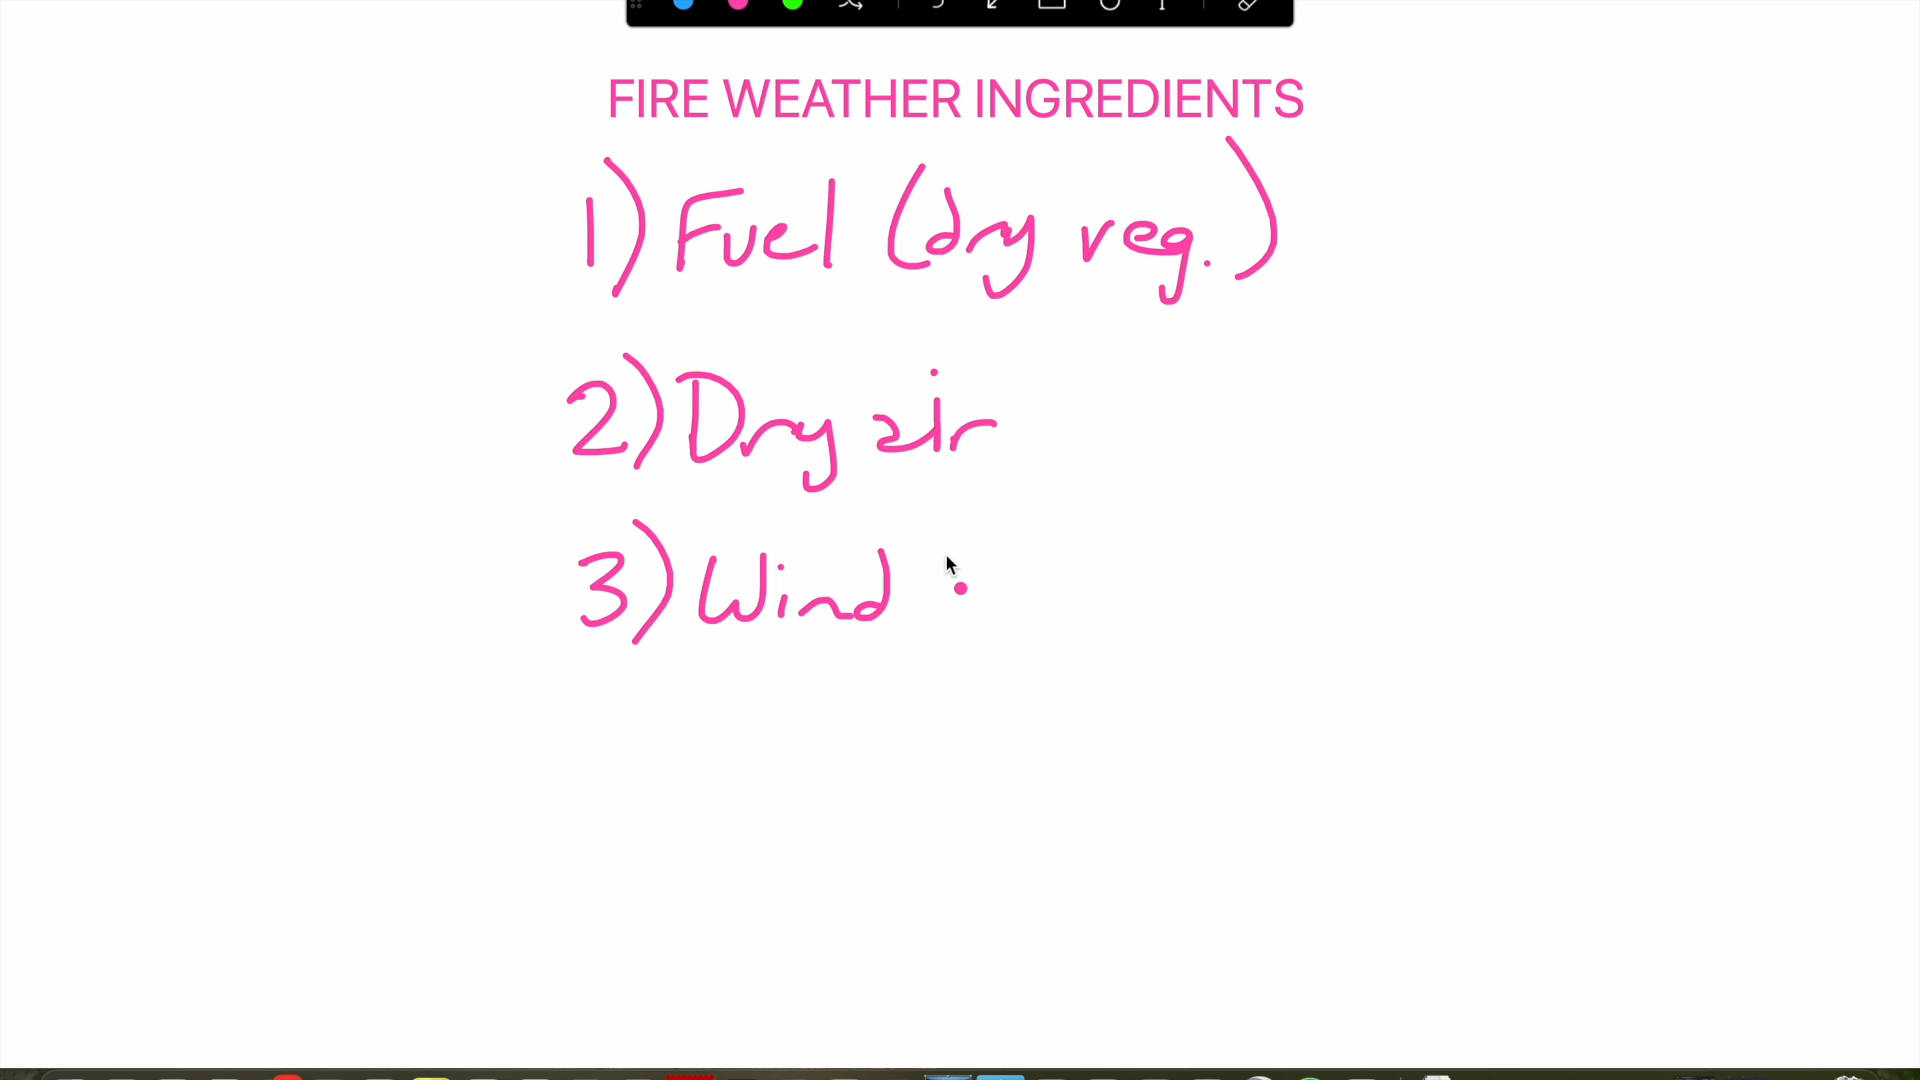 FIRE WEATHER INGREDIENTS
1) Fuel (dry veg.)
2) Dry air
3) Wind